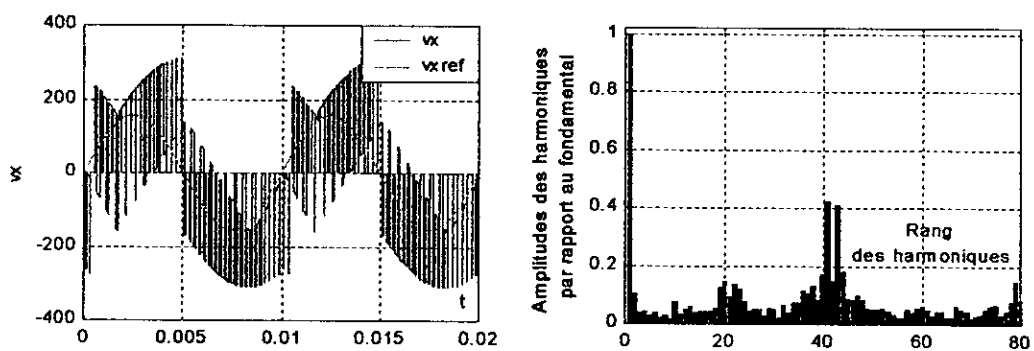 400
200
0
-200
-400
vx
vx
vx ref
t
0
0.005
0.01
0.015
0.02
Amplitudes des harmoniques
par rapport au fondamental
1
0.8
0.6
0.4
0.2
0
Rang
des harmoniques
0
20
40
60
80